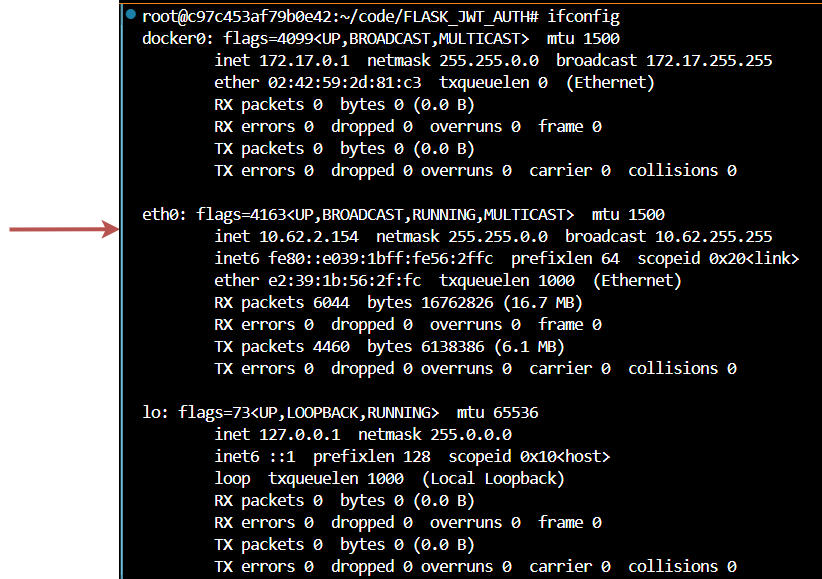 root@c97c453af79b0e42:~/code/FLASK_JWT_AUTH# ifconfig
docker0: flags=4099<UP,BROADCAST,MULTICAST>  mtu 1500
        inet 172.17.0.1  netmask 255.255.0.0  broadcast 172.17.255.255
        ether 02:42:59:2d:81:c3  txqueuelen 0  (Ethernet)
        RX packets 0  bytes 0 (0.0 B)
        RX errors 0  dropped 0  overruns 0  frame 0
        TX packets 0  bytes 0 (0.0 B)
        TX errors 0  dropped 0 overruns 0  carrier 0  collisions 0

eth0: flags=4163<UP,BROADCAST,RUNNING,MULTICAST>  mtu 1500
        inet 10.62.2.154  netmask 255.255.0.0  broadcast 10.62.255.255
        inet6 fe80::e039:1bff:fe56:2ffc  prefixlen 64  scopeid 0x20<link>
        ether e2:39:1b:56:2f:fc  txqueuelen 1000  (Ethernet)
        RX packets 6044  bytes 16762826 (16.7 MB)
        RX errors 0  dropped 0  overruns 0  frame 0
        TX packets 4460  bytes 6138386 (6.1 MB)
        TX errors 0  dropped 0 overruns 0  carrier 0  collisions 0

lo: flags=73<UP,LOOPBACK,RUNNING>  mtu 65536
        inet 127.0.0.1  netmask 255.0.0.0
        inet6 ::1  prefixlen 128  scopeid 0x10<host>
        loop  txqueuelen 1000  (Local Loopback)
        RX packets 0  bytes 0 (0.0 B)
        RX errors 0  dropped 0  overruns 0  frame 0
        TX packets 0  bytes 0 (0.0 B)
        TX errors 0  dropped 0 overruns 0  carrier 0  collisions 0